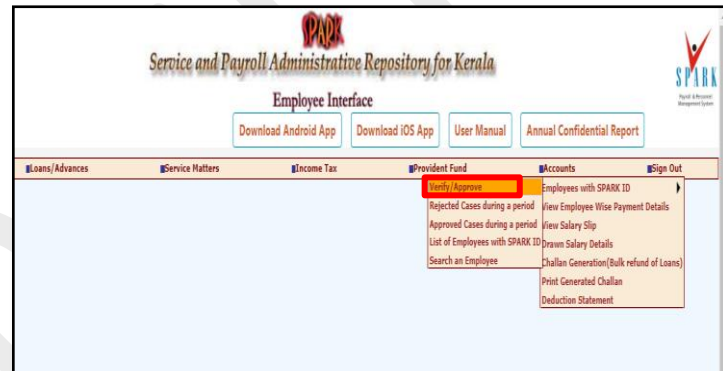 SPARK
Service and Payroll Administrative Repository for Kerala
SPARK
Payroll & Personnel
Management System
Employee Interface
Download Android App Download iOS App User Manual Annual Confidential Report
Loans/Advances Service Matters Income Tax Provident Fund Accounts Sign Out
Verify/Approve
Rejected Cases during a period
Approved Cases during a period
List of Employees with SPARK ID
Search an Employee
Employees with SPARK ID
View Employee Wise Payment Details
View Salary Slip
Drawn Salary Details
Challan Generation(Bulk refund of Loans)
Print Generated Challan
Deduction Statement